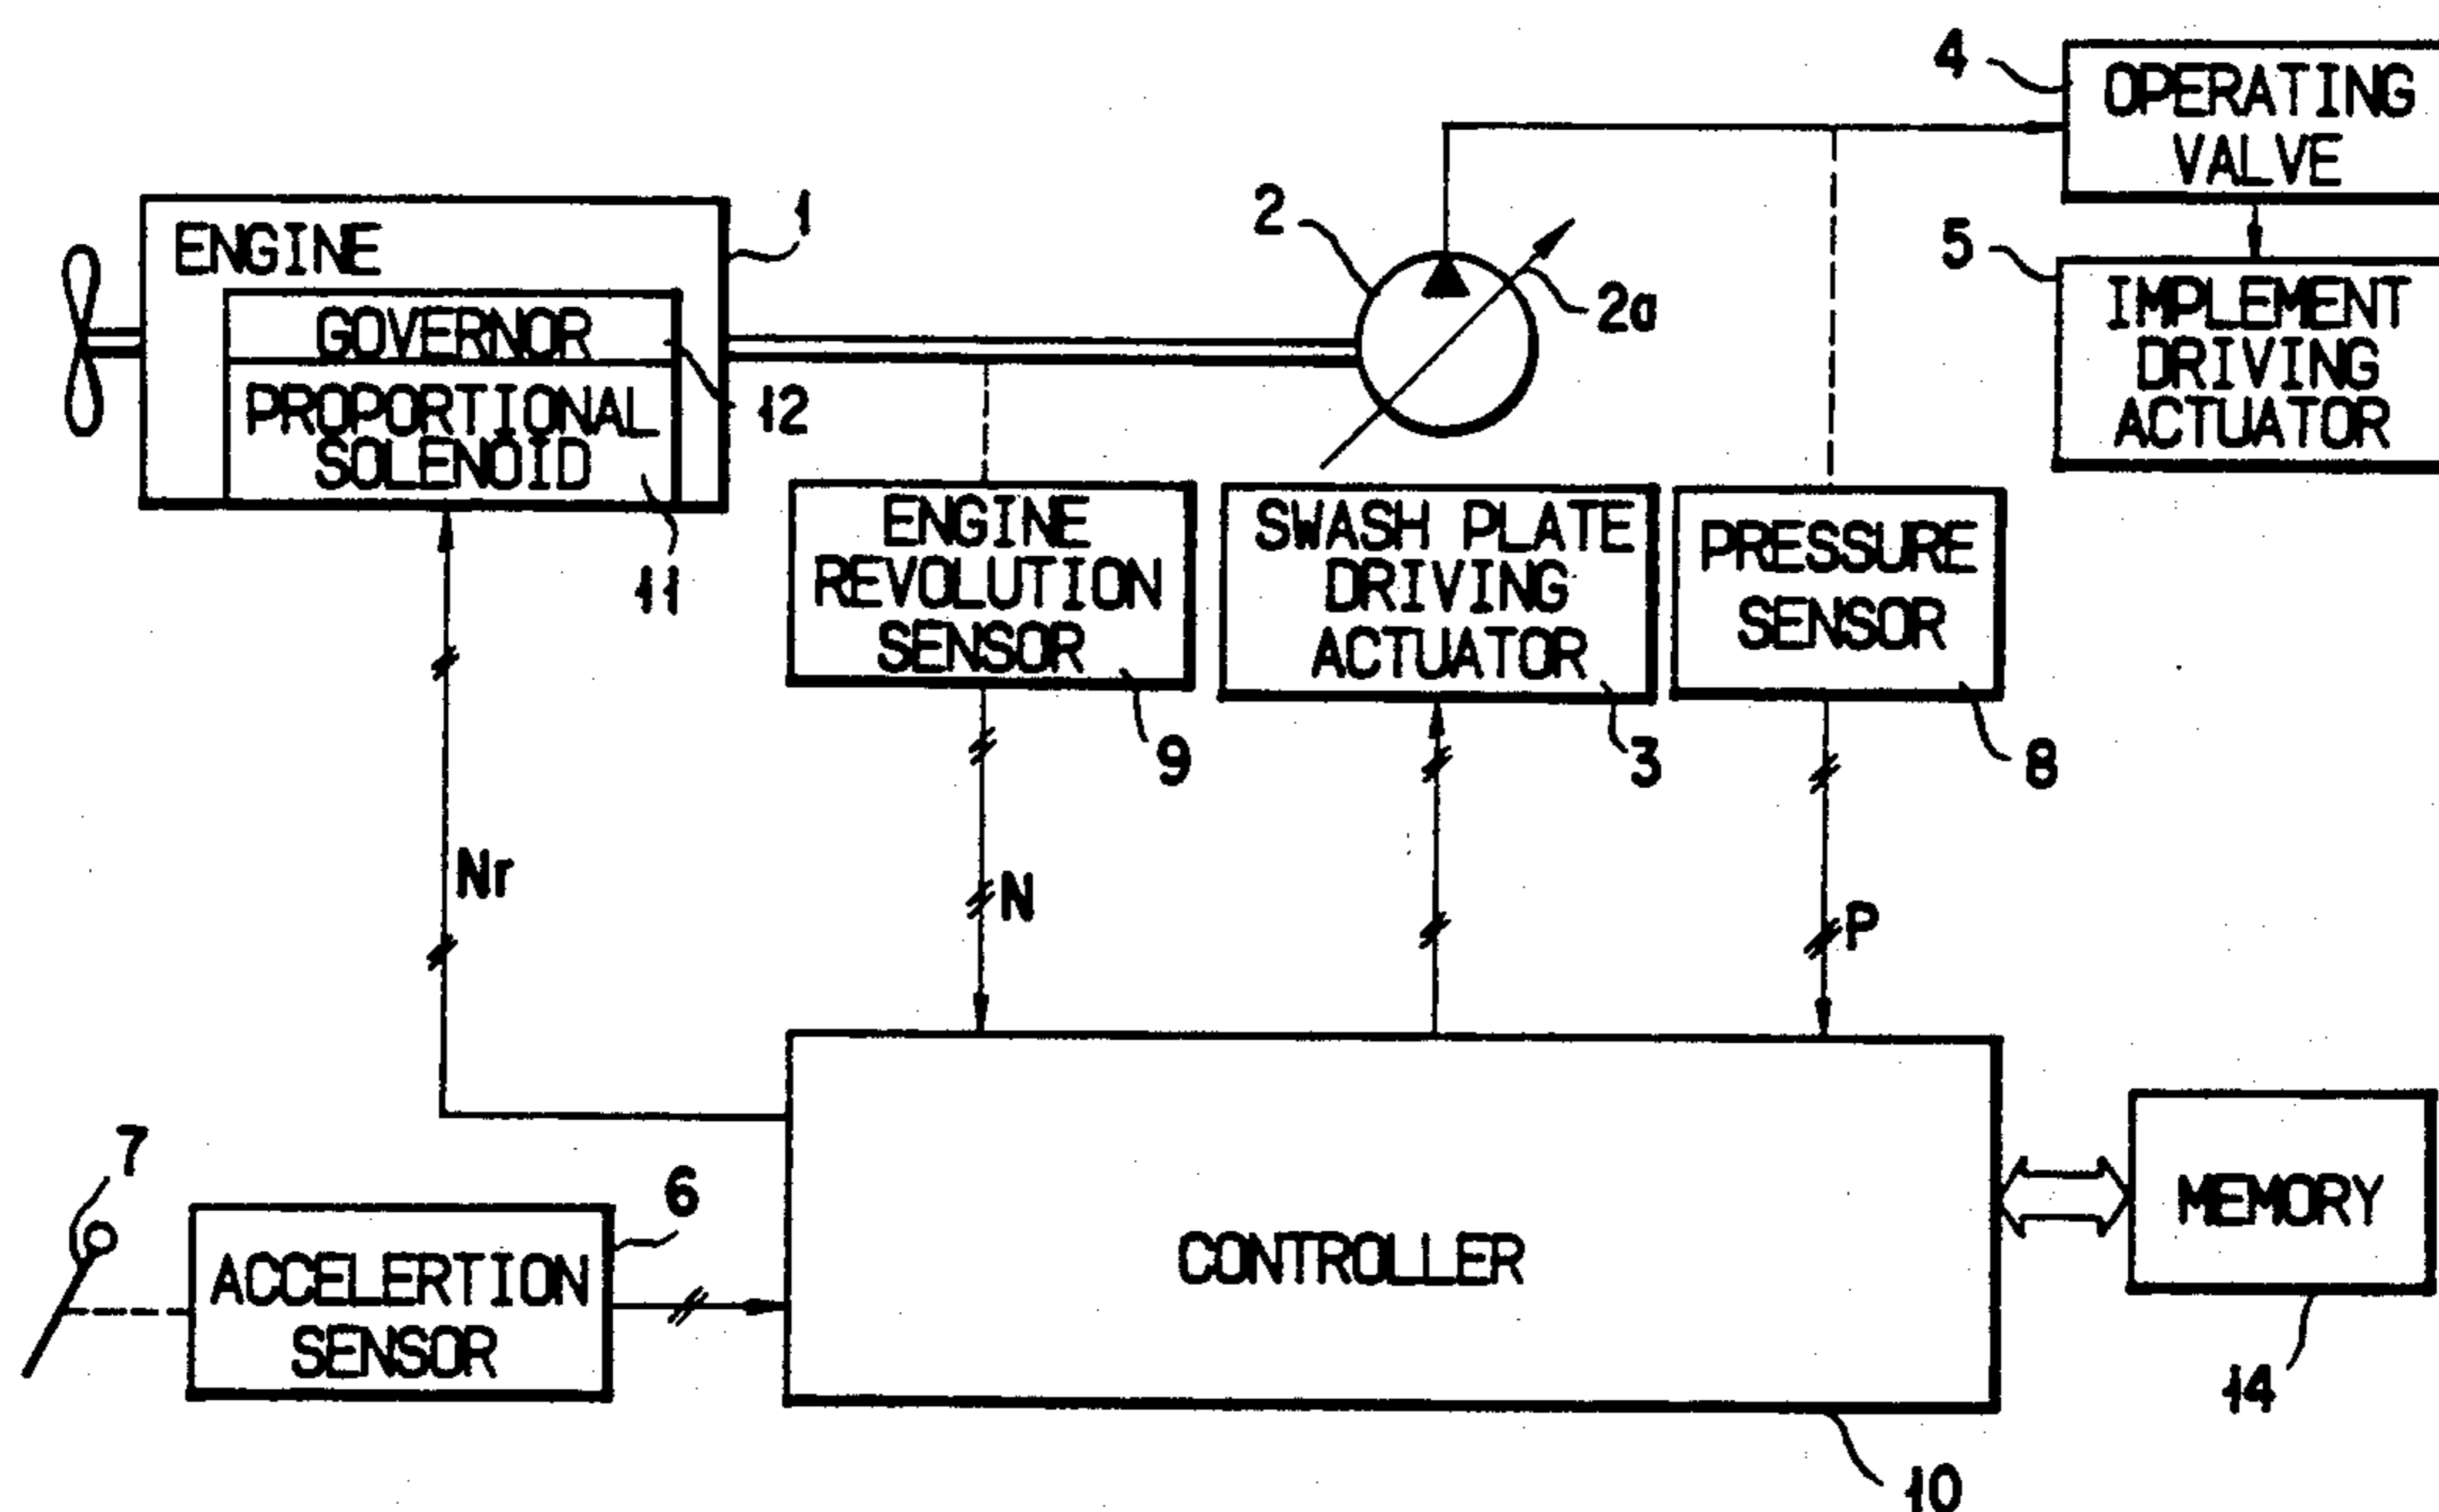 4
OPERATING
VALVE
1
ENGINE
2
2a
5
IMPLEMENT
DRIVING
ACTUATOR
GOVERNOR
PROPORTIONAL
SOLENOID
12
11
ENGINE
REVOLUTION
SENSOR
9
SWASH PLATE
DRIVING
ACTUATOR
3
PRESSURE
SENSOR
8
Nr
N
P
7
6
ACCELERTION
SENSOR
CONTROLLER
MEMORY
14
10